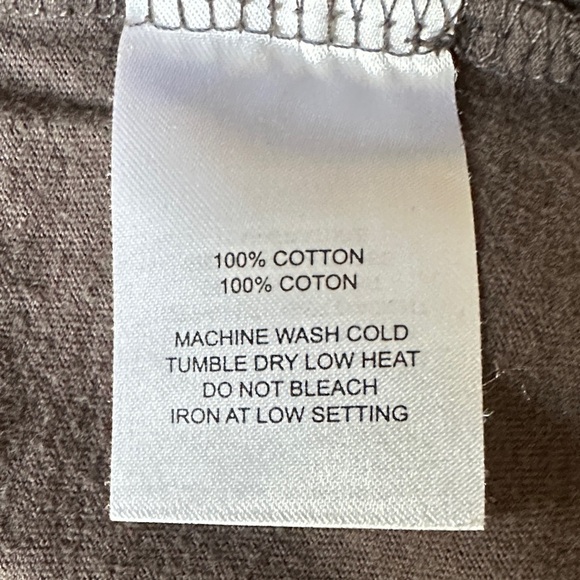 100% COTTON
100% COTON
MACHINE WASH COLD
TUMBLE DRY LOW HEAT
DO NOT BLEACH
IRON AT LOW SETTING